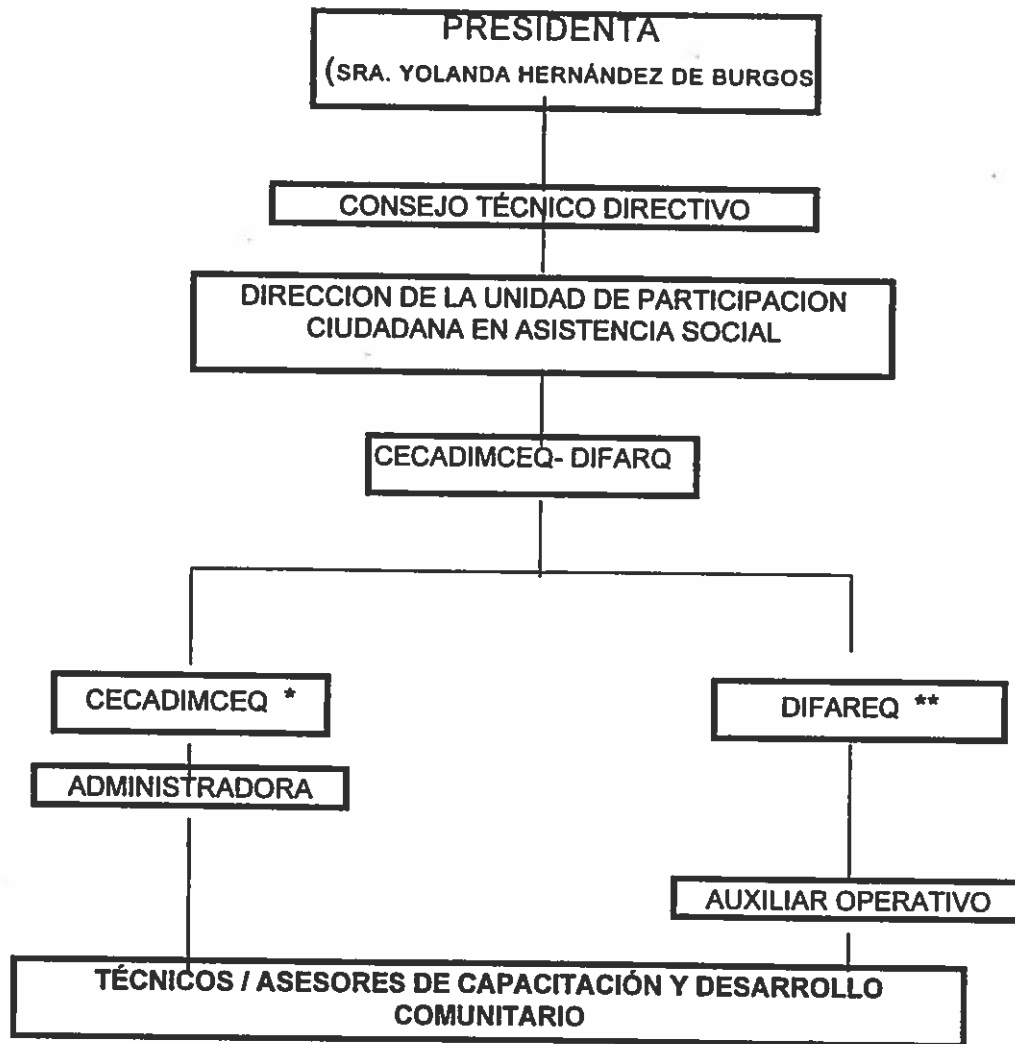 PRESIDENTA
(SRA. YOLANDA HERNÁNDEZ DE BURGOS
CONSEJO TÉCNICO DIRECTIVO
DIRECCION DE LA UNIDAD DE PARTICIPACION
CIUDADANA EN ASISTENCIA SOCIAL
CECADIMCEQ- DIFARQ
CECADIMCEQ *
DIFAREQ **
ADMINISTRADORA
AUXILIAR OPERATIVO
TÉCNICOS / ASESORES DE CAPACITACIÓN Y DESARROLLO
COMUNITARIO